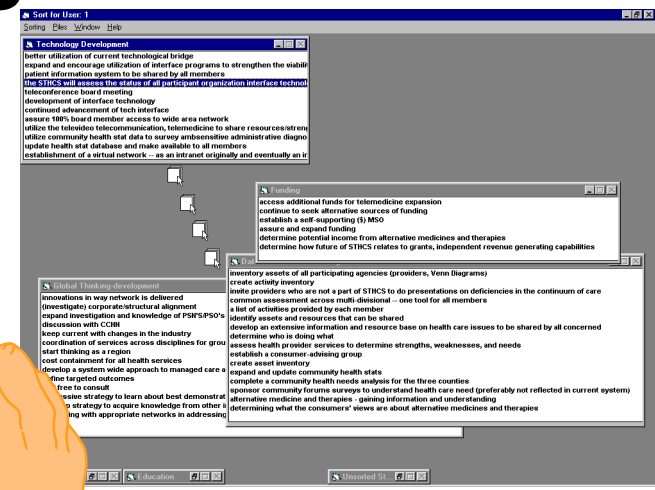 Sort for User: 1
Sorting Piles Window Help
Technology Development
better utilization of current technological bridge
expand and encourage utilization of interface programs to strengthen the viabilit
patient information system to be shared by all members
the STHCS will assess the status of all participant organization interface technol
teleconference board meeting
development of interface technology
continued advancement of tech interface
assure 100% board member access to wide area network
utilize the televideo telecommunication, telemedicine to share resources/streng
utilize community health stat data to survey ambsensitive administrative diagno
update health stat database and make available to all members
establishment of a virtual network -- as an intranet originally and eventually an in
Funding
access additional funds for telemedicine expansion
continue to seek alternative sources of funding
establish a self-supporting ($) MSO
assure and expand funding
determine potential income from alternative medicines and therapies
determine how future of STHCS relates to grants, independent revenue generating capabilities
inventory assets of all participating agencies (providers, Venn Diagrams)
create activity inventory
invite providers who are not a part of STHCS to do presentations on deficiencies in the continuum of care
common assessment across multi-divisional -- one tool for all members
a list of activities provided by each member
identify assets and resources that can be shared
develop an extensive information and resource base on health care issues to be shared by all concerned
determine who is doing what
assess health provider services to determine strengths, weaknesses, and needs
establish a consumer-advising group
create asset inventory
expand and update community health stats
complete a community health needs analysis for the three counties
sponsor community forums surveys to understand health care need (preferably not reflected in current system)
alternative medicine and therapies - gaining information and understanding
determining what the consumers' views are about alternative medicines and therapies
Global Thinking-development
innovations in way network is delivered
(investigate) corporate/structural alignment
expand investigation and knowledge of PSN'S/PSO's
discussion with CCHN
keep current with changes in the industry
coordination of services across disciplines for grou
start thinking as a region
cost containment for all health services
develop a system wide approach to managed care a
fine targeted outcomes
free to consult
essive strategy to learn about best demonstrat
strategy to acquire knowledge from other i
ing with appropriate networks in addressing
Education
Unsorted St...